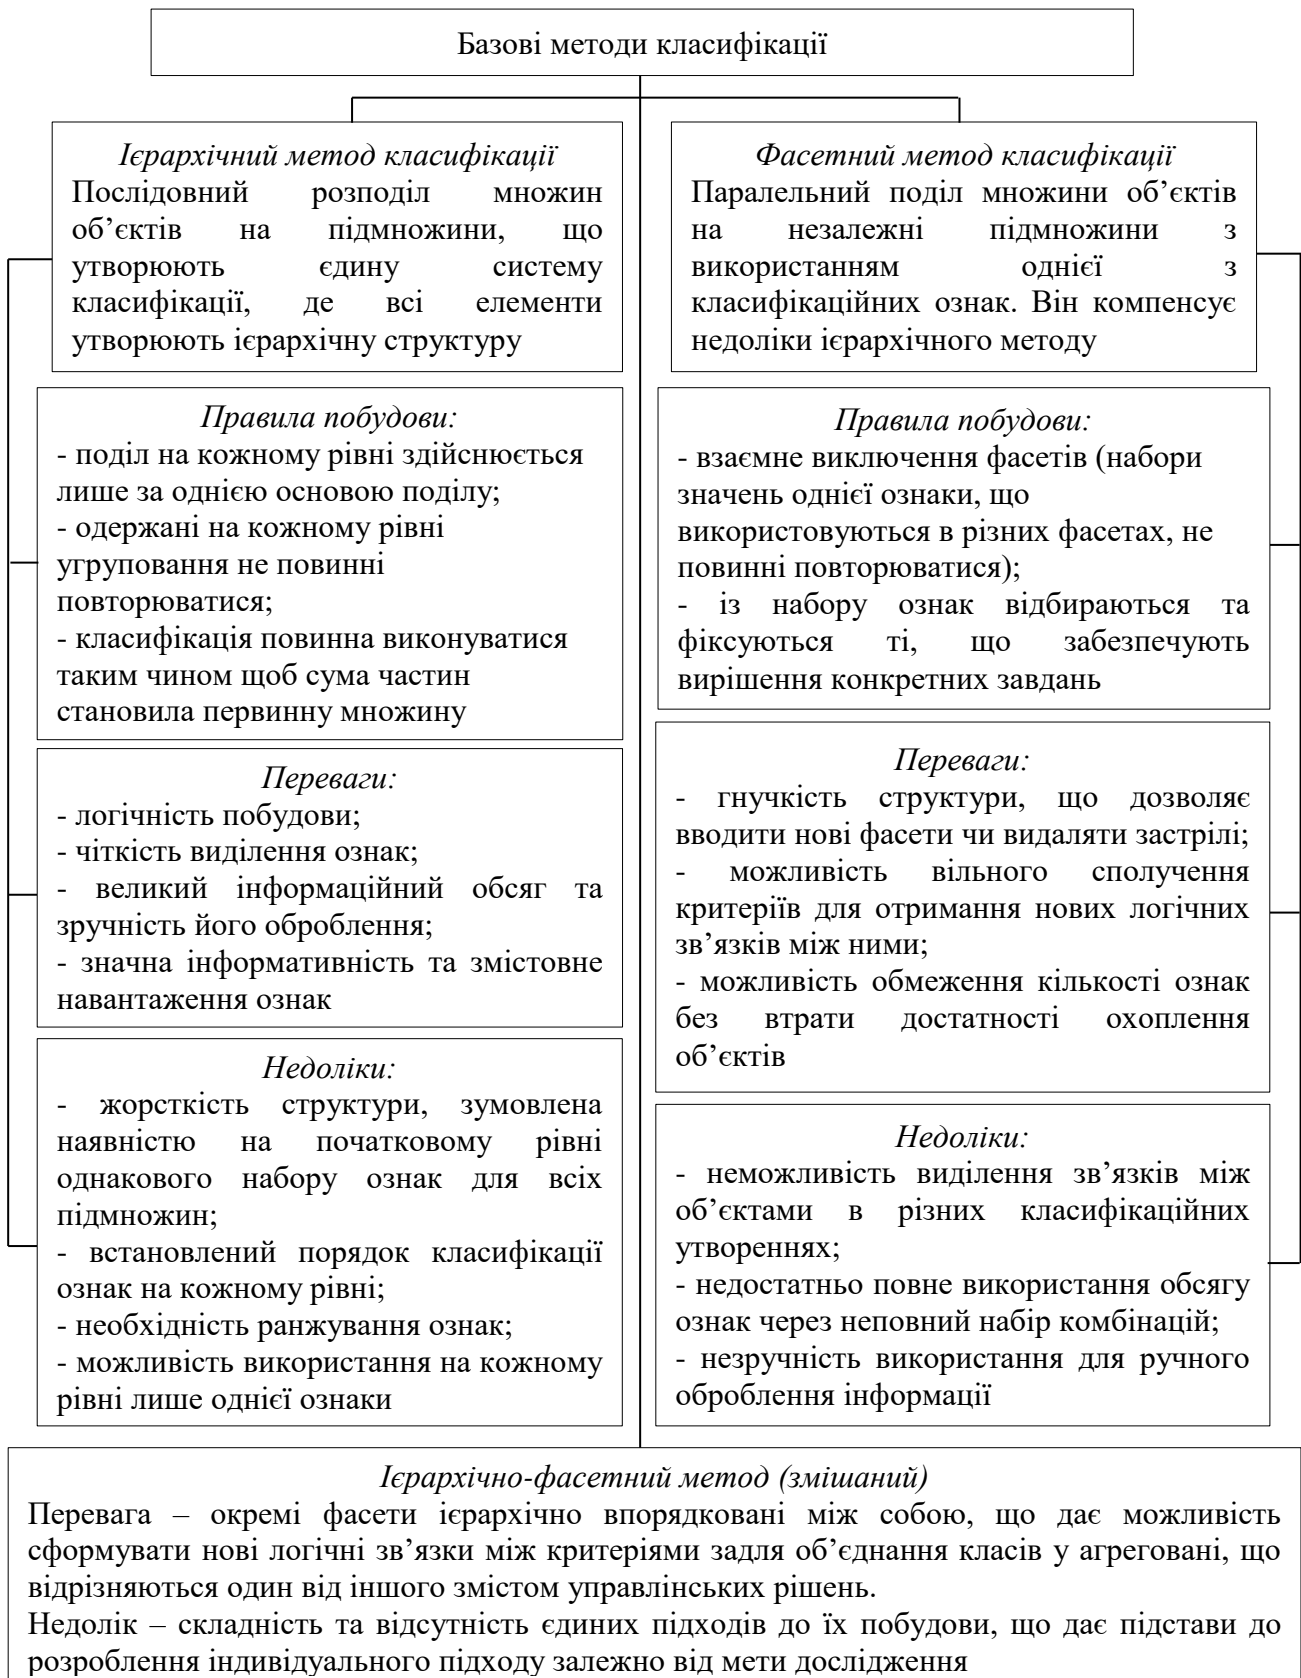 Базові методи класифікації
Ієрархічний метод класифікації
Послідовний розподіл множин
об’єктів на підмножини, що
утворюють єдину систему
класифікації, де всі елементи
утворюють ієрархічну структуру
Правила побудови:
- поділ на кожному рівні здійснюється
лише за однією основою поділу;
- одержані на кожному рівні
угруповання не повинні
повторюватися;
- класифікація повинна виконуватися
таким чином щоб сума частин
становила первинну множину
Переваги:
- логічність побудови;
- чіткість виділення ознак;
- великий інформаційний обсяг та
зручність його оброблення;
- значна інформативність та змістовне
навантаження ознак
Недоліки:
- жорсткість структури, зумовлена
наявністю на початковому рівні
однакового набору ознак для всіх
підмножин;
- встановлений порядок класифікації
ознак на кожному рівні;
- необхідність ранжування ознак;
- можливість використання на кожному
рівні лише однієї ознаки
Фасетний метод класифікації
Паралельний поділ множини об’єктів
на незалежні підмножини з
використанням однієї з
класифікаційних ознак. Він компенсує
недоліки ієрархічного методу
Правила побудови:
- взаємне виключення фасетів (набори
значень однієї ознаки, що
використовуються в різних фасетах, не
повинні повторюватися);
- із набору ознак відбираються та
фіксуються ті, що забезпечують
вирішення конкретних завдань
Переваги:
- гнучкість структури, що дозволяє
вводити нові фасети чи видаляти застрілі;
- можливість вільного сполучення
критеріїв для отримання нових логічних
зв’язків між ними;
- можливість обмеження кількості ознак
без втрати достатності охоплення
об’єктів
Недоліки:
- неможливість виділення зв’язків між
об’єктами в різних класифікаційних
утвореннях;
- недостатньо повне використання обсягу
ознак через неповний набір комбінацій;
- незручність використання для ручного
оброблення інформації
Ієрархічно-фасетний метод (змішаний)
Перевага – окремі фасети ієрархічно впорядковані між собою, що дає можливість
сформувати нові логічні зв’язки між критеріями задля об’єднання класів у агреговані, що
відрізняються один від іншого змістом управлінських рішень.
Недолік – складність та відсутність єдиних підходів до їх побудови, що дає підстави до
розроблення індивідуального підходу залежно від мети дослідження